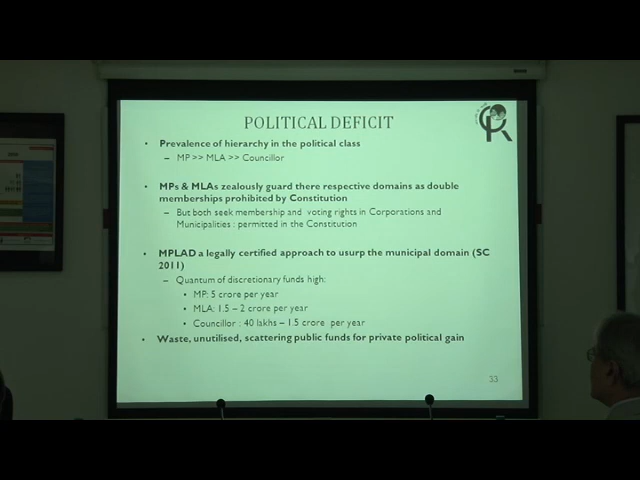 POLITICAL DEFICIT
• Prevalence of hierarchy in the political class
– MP >> MLA >> Councillor
• MPs & MLAs zealously guard there respective domains as double
memberships prohibited by Constitution
– But both seek membership and voting rights in Corporations and
Municipalities : permitted in the Constitution
• MPLAD a legally certified approach to usurp the municipal domain (SC
2011)
– Quantum of discretionary funds high:
• MP: 5 crore per year
• MLA: 1.5 – 2 crore per year
• Councillor : 40 lakhs – 1.5 crore per year
• Waste, unutilised, scattering public funds for private political gain
33